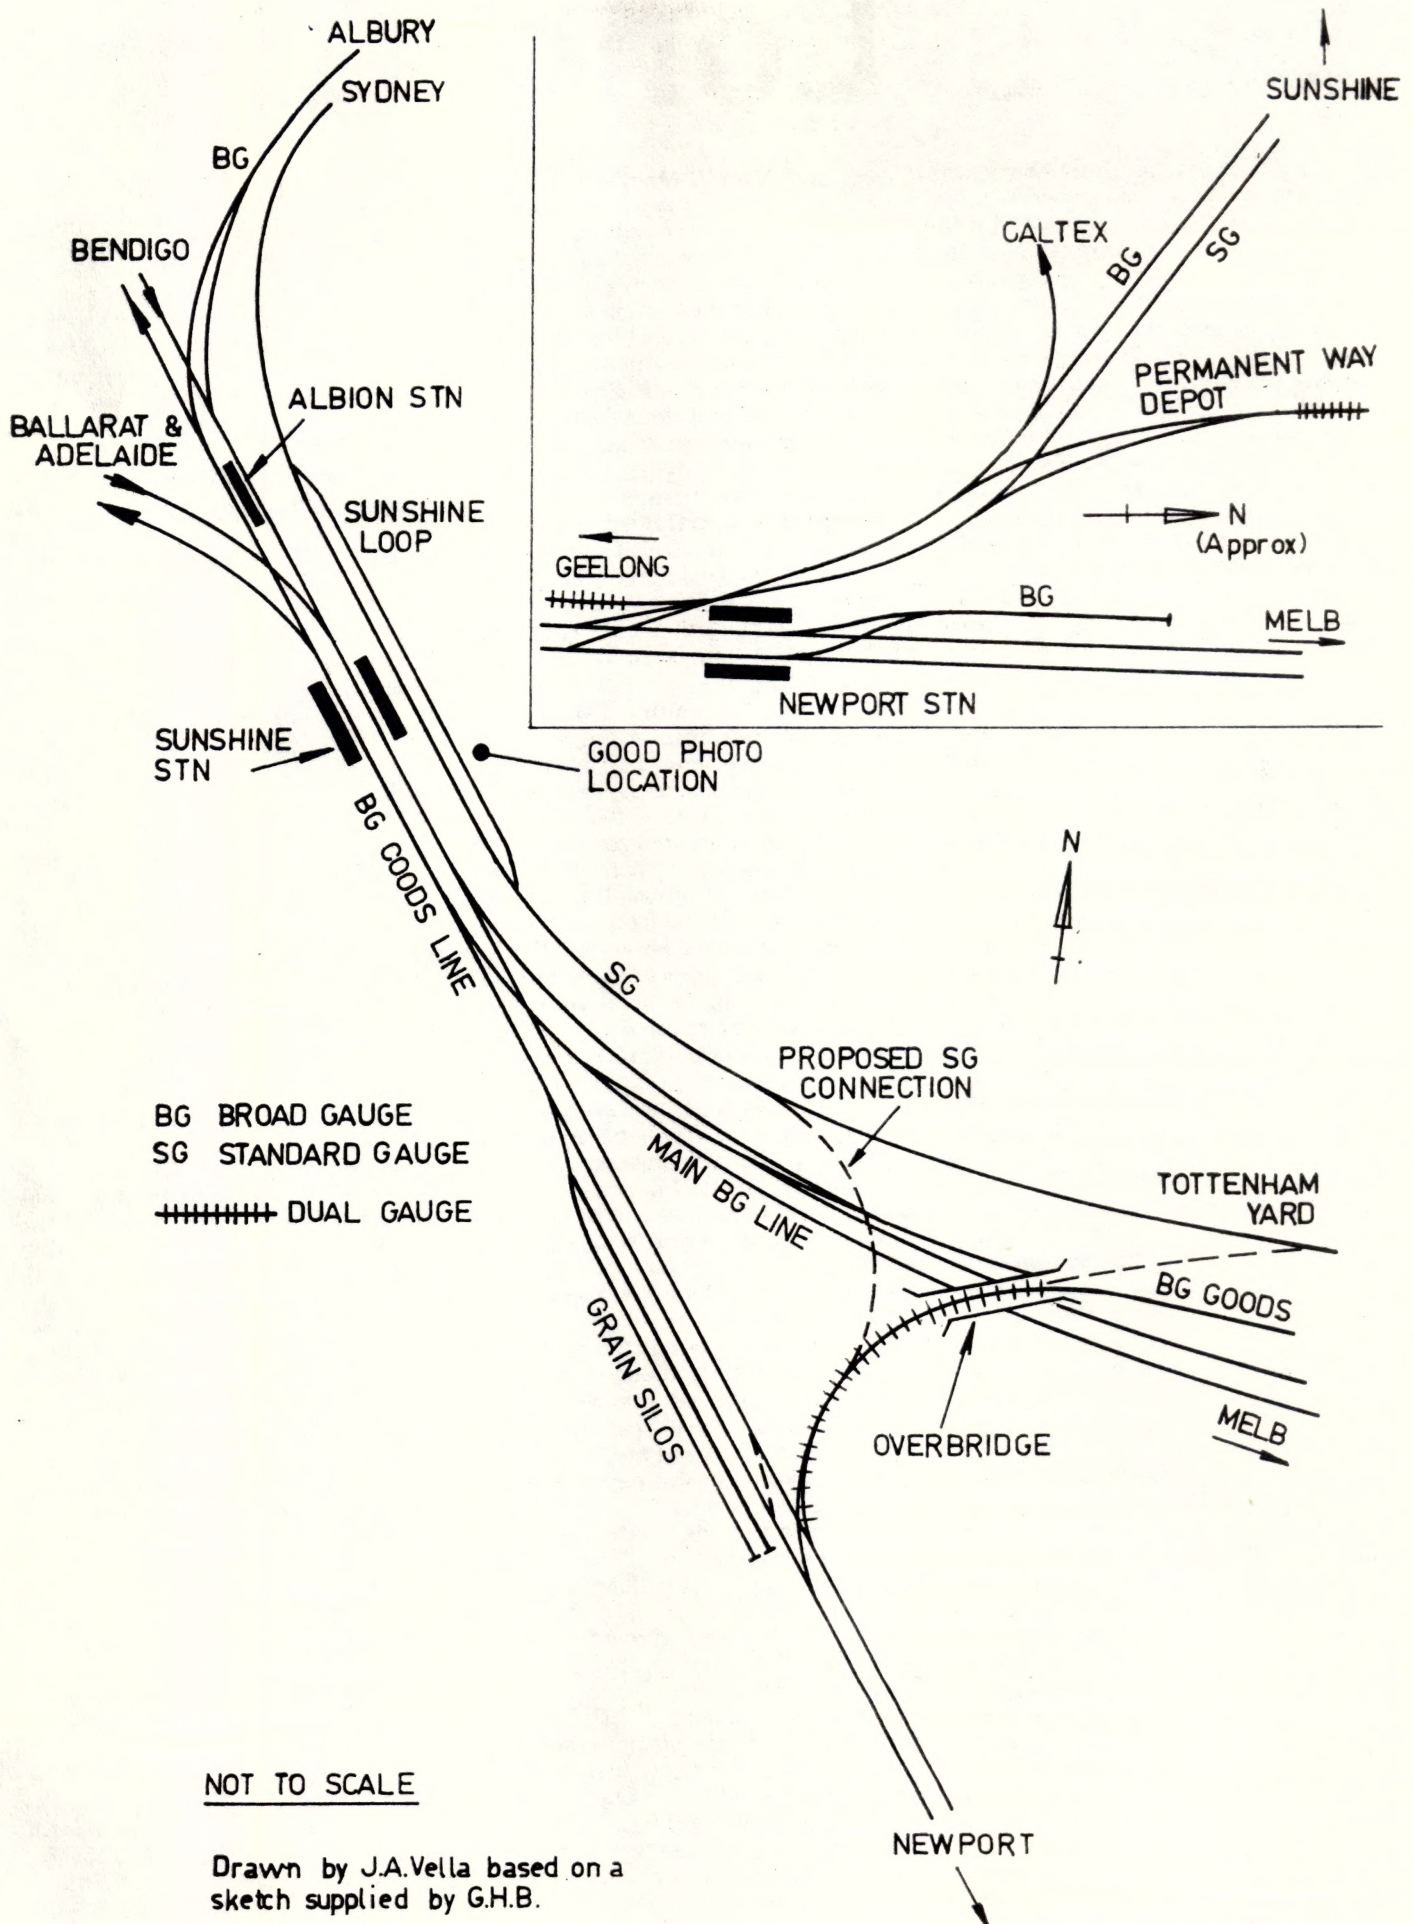 ALBURY
SYDNEY
BG
BENDIGO
ALBION STN
BALLARAT &
ADELAIDE
SUNSHINE
LOOP
SUNSHINE
STN
GOOD PHOTO
LOCATION
BG GOODS LINE
SUNSHINE
CALTEX
BG
SG
PERMANENT WAY
DEPOT
N
(Approx)
GEELONG
BG
MELB
NEWPORT STN
N
SG
PROPOSED SG
CONNECTION
BG BROAD GAUGE
SG STANDARD GAUGE
DUAL GAUGE
MAIN BG LINE
TOTTENHAM
YARD
BG GOODS
GRAIN SILOS
OVERBRIDGE
MELB
NOT TO SCALE
NEWPORT
Drawn by J.A.Vella based on a
sketch supplied by G.H.B.